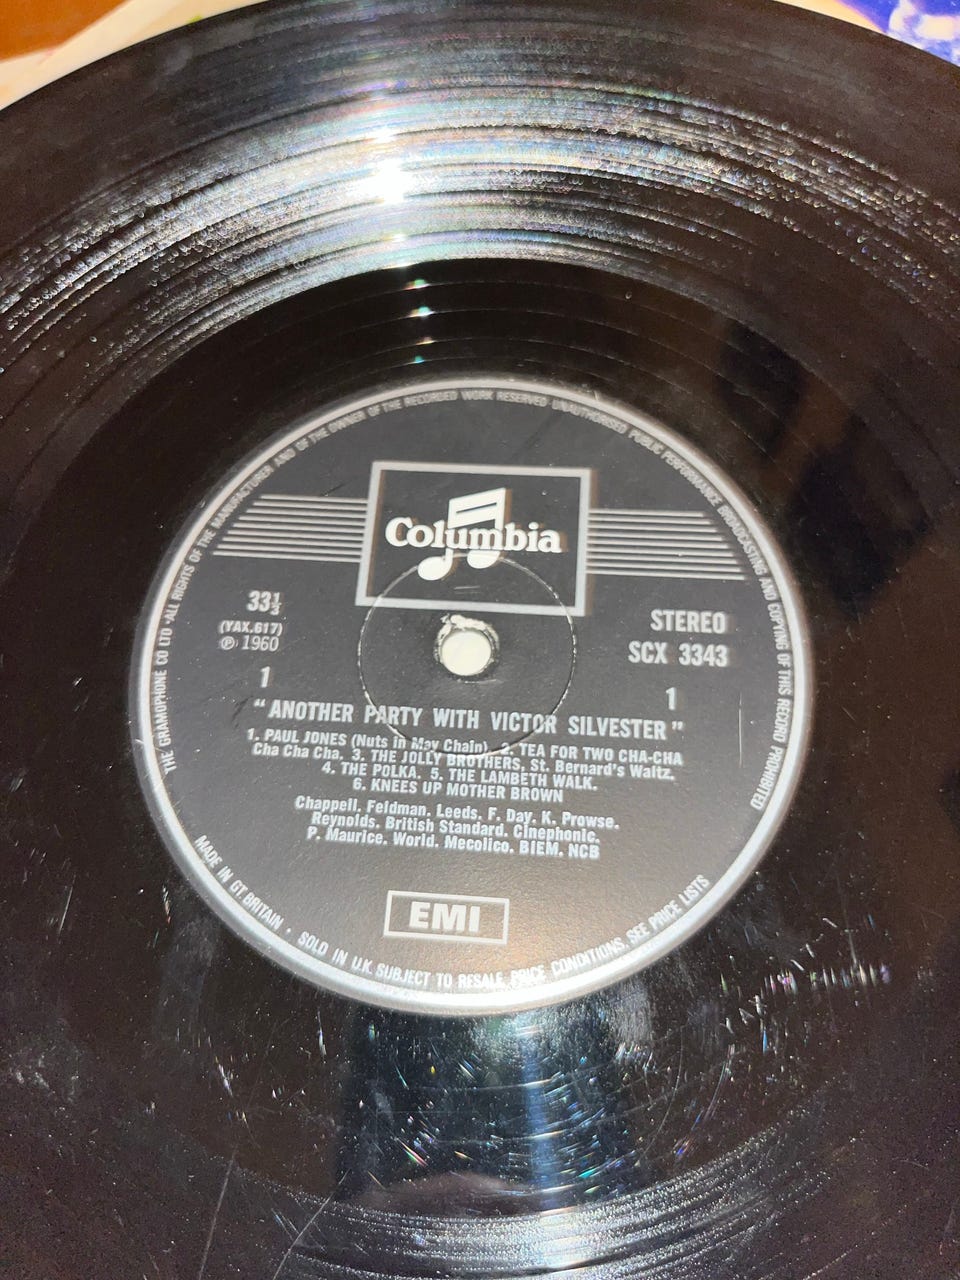 THE GRAMOPHONE CO LTD • ALL RIGHTS OF THE MANUFACTURER AND OF THE OWNER OF THE RECORDED WORK RESERVED UNAUTHORISED PUBLIC PERFORMANCE BROADCASTING AND COPYING OF THIS RECORD PROHIBITED
Columbia
33⅓
(YAX.617)
℗ 1960
1
STEREO
SCX 3343
1
"ANOTHER PARTY WITH VICTOR SILVESTER"
1. PAUL JONES (Nuts in May Chain). 2. TEA FOR TWO CHA-CHA
Cha Cha Cha. 3. THE JOLLY BROTHERS, St. Bernard's Waltz.
4. THE POLKA. 5. THE LAMBETH WALK.
6. KNEES UP MOTHER BROWN
Chappell. Feldman. Leeds. F. Day. K. Prowse.
Reynolds. British Standard. Cinephonic.
P. Maurice. World. Mecolico. BIEM. NCB
EMI
MADE IN GT. BRITAIN • SOLD IN U.K. SUBJECT TO RESALE PRICE CONDITIONS, SEE PRICE LISTS